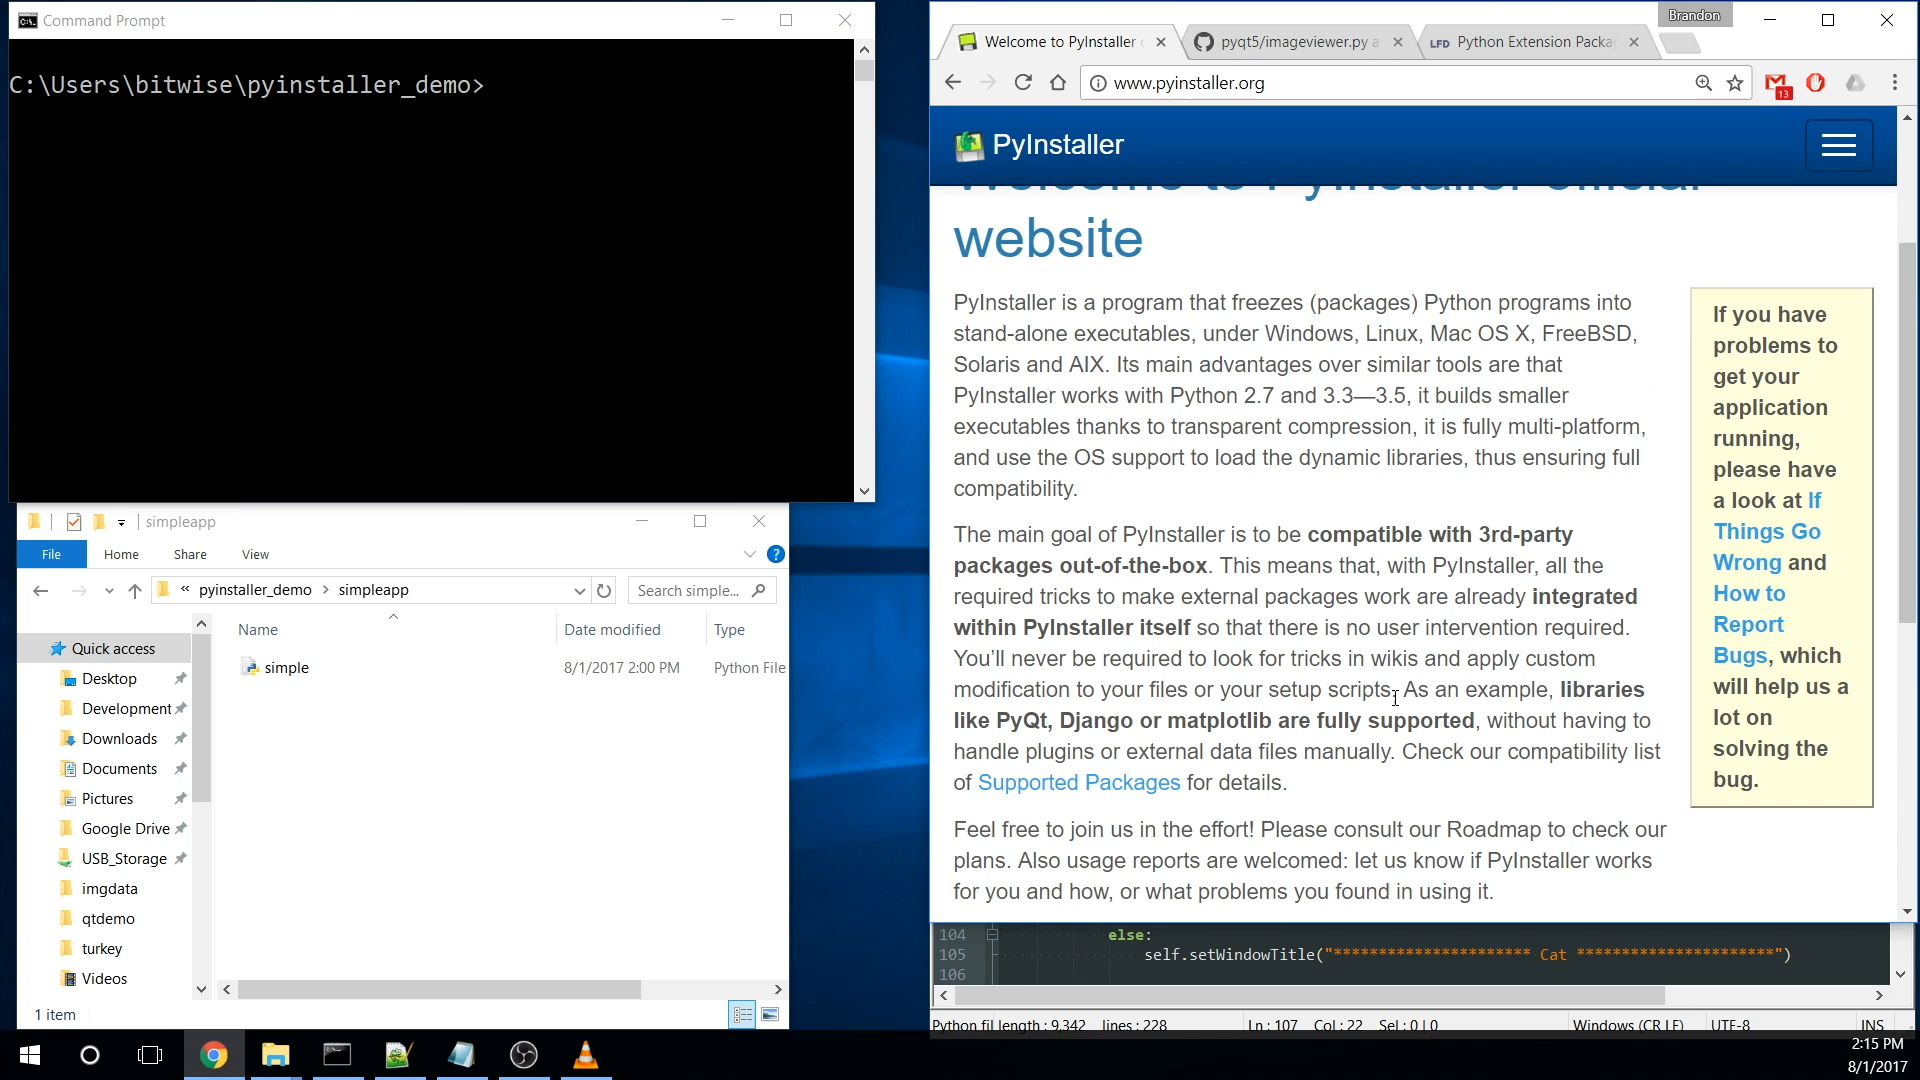 Command Prompt
C:\Users\bitwise\pyinstaller_demo>
simpleapp
File Home Share View
« pyinstaller_demo > simpleapp
Search simple...
Name Date modified Type
simple 8/1/2017 2:00 PM Python File
Quick access
Desktop
Development
Downloads
Documents
Pictures
Google Drive
USB_Storage
imgdata
qtdemo
turkey
Videos
1 item
Brandon
Welcome to PyInstaller
pyqt5/imageviewer.py
LFD Python Extension
www.pyinstaller.org
13
PyInstaller
Welcome to PyInstaller official
website
PyInstaller is a program that freezes (packages) Python programs into
stand-alone executables, under Windows, Linux, Mac OS X, FreeBSD,
Solaris and AIX. Its main advantages over similar tools are that
PyInstaller works with Python 2.7 and 3.3—3.5, it builds smaller
executables thanks to transparent compression, it is fully multi-platform,
and use the OS support to load the dynamic libraries, thus ensuring full
compatibility.
The main goal of PyInstaller is to be compatible with 3rd-party
packages out-of-the-box. This means that, with PyInstaller, all the
required tricks to make external packages work are already integrated
within PyInstaller itself so that there is no user intervention required.
You'll never be required to look for tricks in wikis and apply custom
modification to your files or your setup scripts. As an example, libraries
like PyQt, Django or matplotlib are fully supported, without having to
handle plugins or external data files manually. Check our compatibility list
of Supported Packages for details.
Feel free to join us in the effort! Please consult our Roadmap to check our
plans. Also usage reports are welcomed: let us know if PyInstaller works
for you and how, or what problems you found in using it.
If you have
problems to
get your
application
running,
please have
a look at If
Things Go
Wrong and
How to
Report
Bugs, which
will help us a
lot on
solving the
bug.
104 else:
105 self.setWindowTitle("********************** Cat **********************")
106
Python fil length : 9,342 lines : 228 Ln : 107 Col : 22 Sel : 0 | 0 Windows (CR LF) UTF-8 INS
2:15 PM
8/1/2017